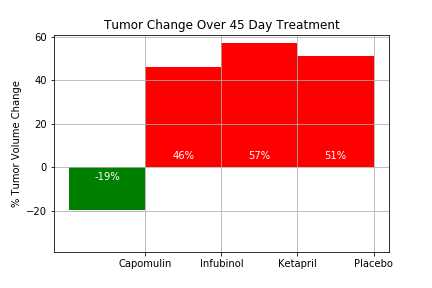 Tumor Change Over 45 Day Treatment
% Tumor Volume Change
60
40
20
0
−20
-19%
46%
57%
51%
Capomulin
Infubinol
Ketapril
Placebo